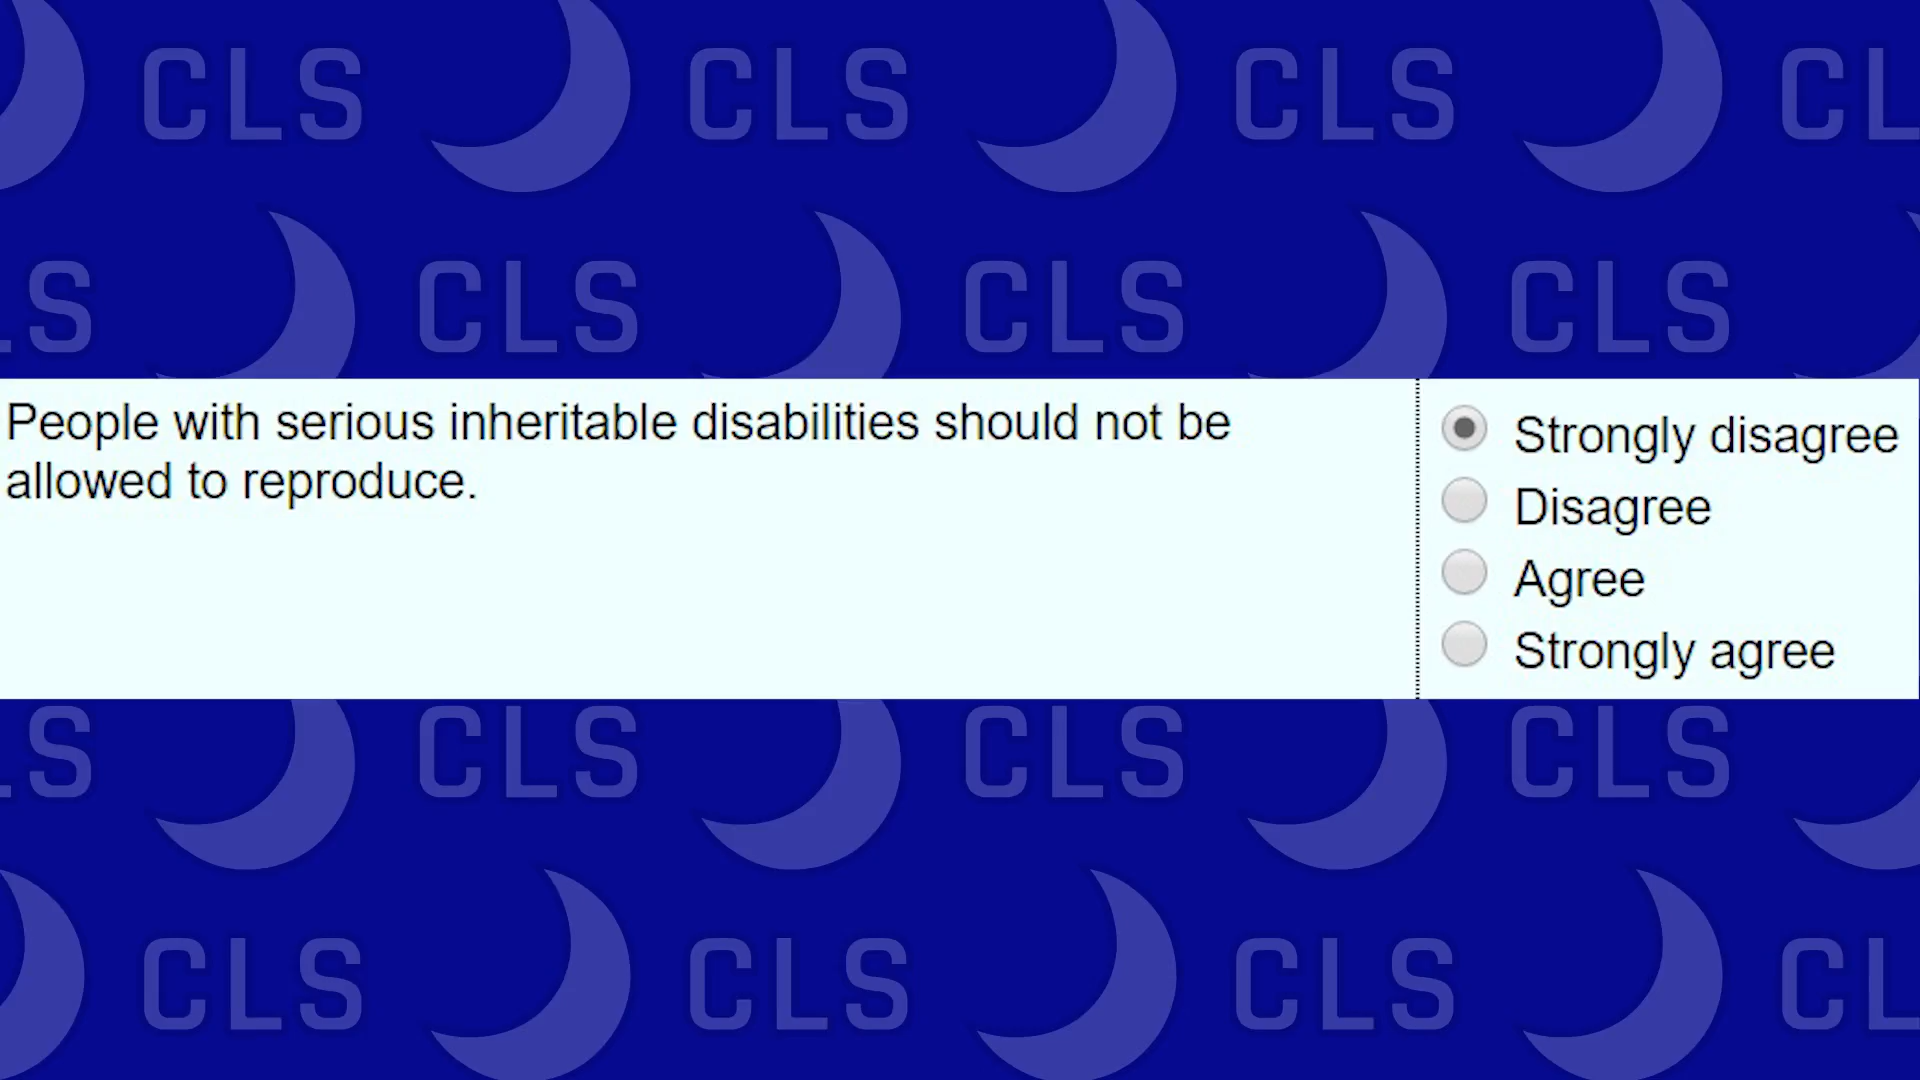 CLS CLS CLS CL
LS CLS CLS CLS
People with serious inheritable disabilities should not be
allowed to reproduce.
Strongly disagree
Disagree
Agree
Strongly agree
LS CLS CLS CLS
CLS CLS CLS CL